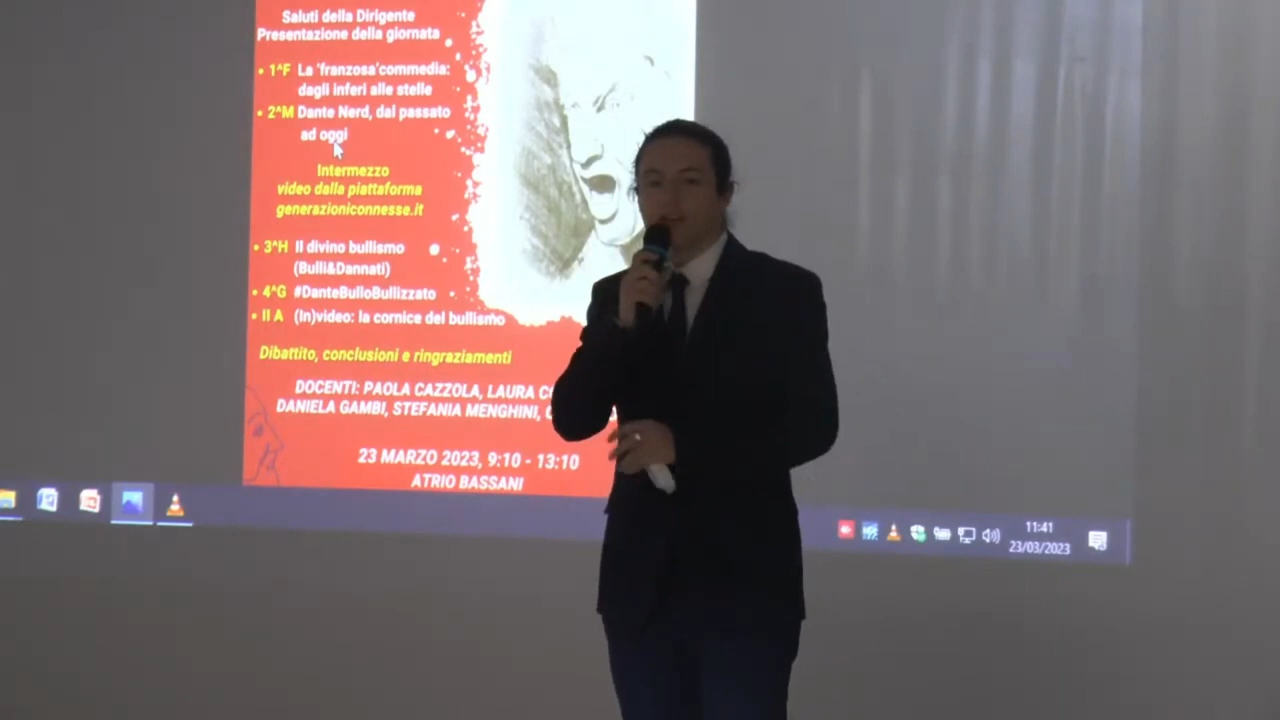 Saluti della Dirigente
Presentazione della giornata
• 1^F La 'franzosa'commedia:
dagli inferi alle stelle
• 2^M Dante Nerd, dal passato
ad oggi
Intermezzo
video dalla piattaforma
generazioniconnesse.it
• 3^H Il divino bullismo
(Bulli&Dannati)
• 4^G #DanteBulloBullizzato
• II A (In)video: la cornice del bullismo
Dibattito, conclusioni e ringraziamenti
DOCENTI: PAOLA CAZZOLA, LAURA
DANIELA GAMBI, STEFANIA MENGHINI,
23 MARZO 2023, 9:10 - 13:10
ATRIO BASSANI
11:41
23/03/2023